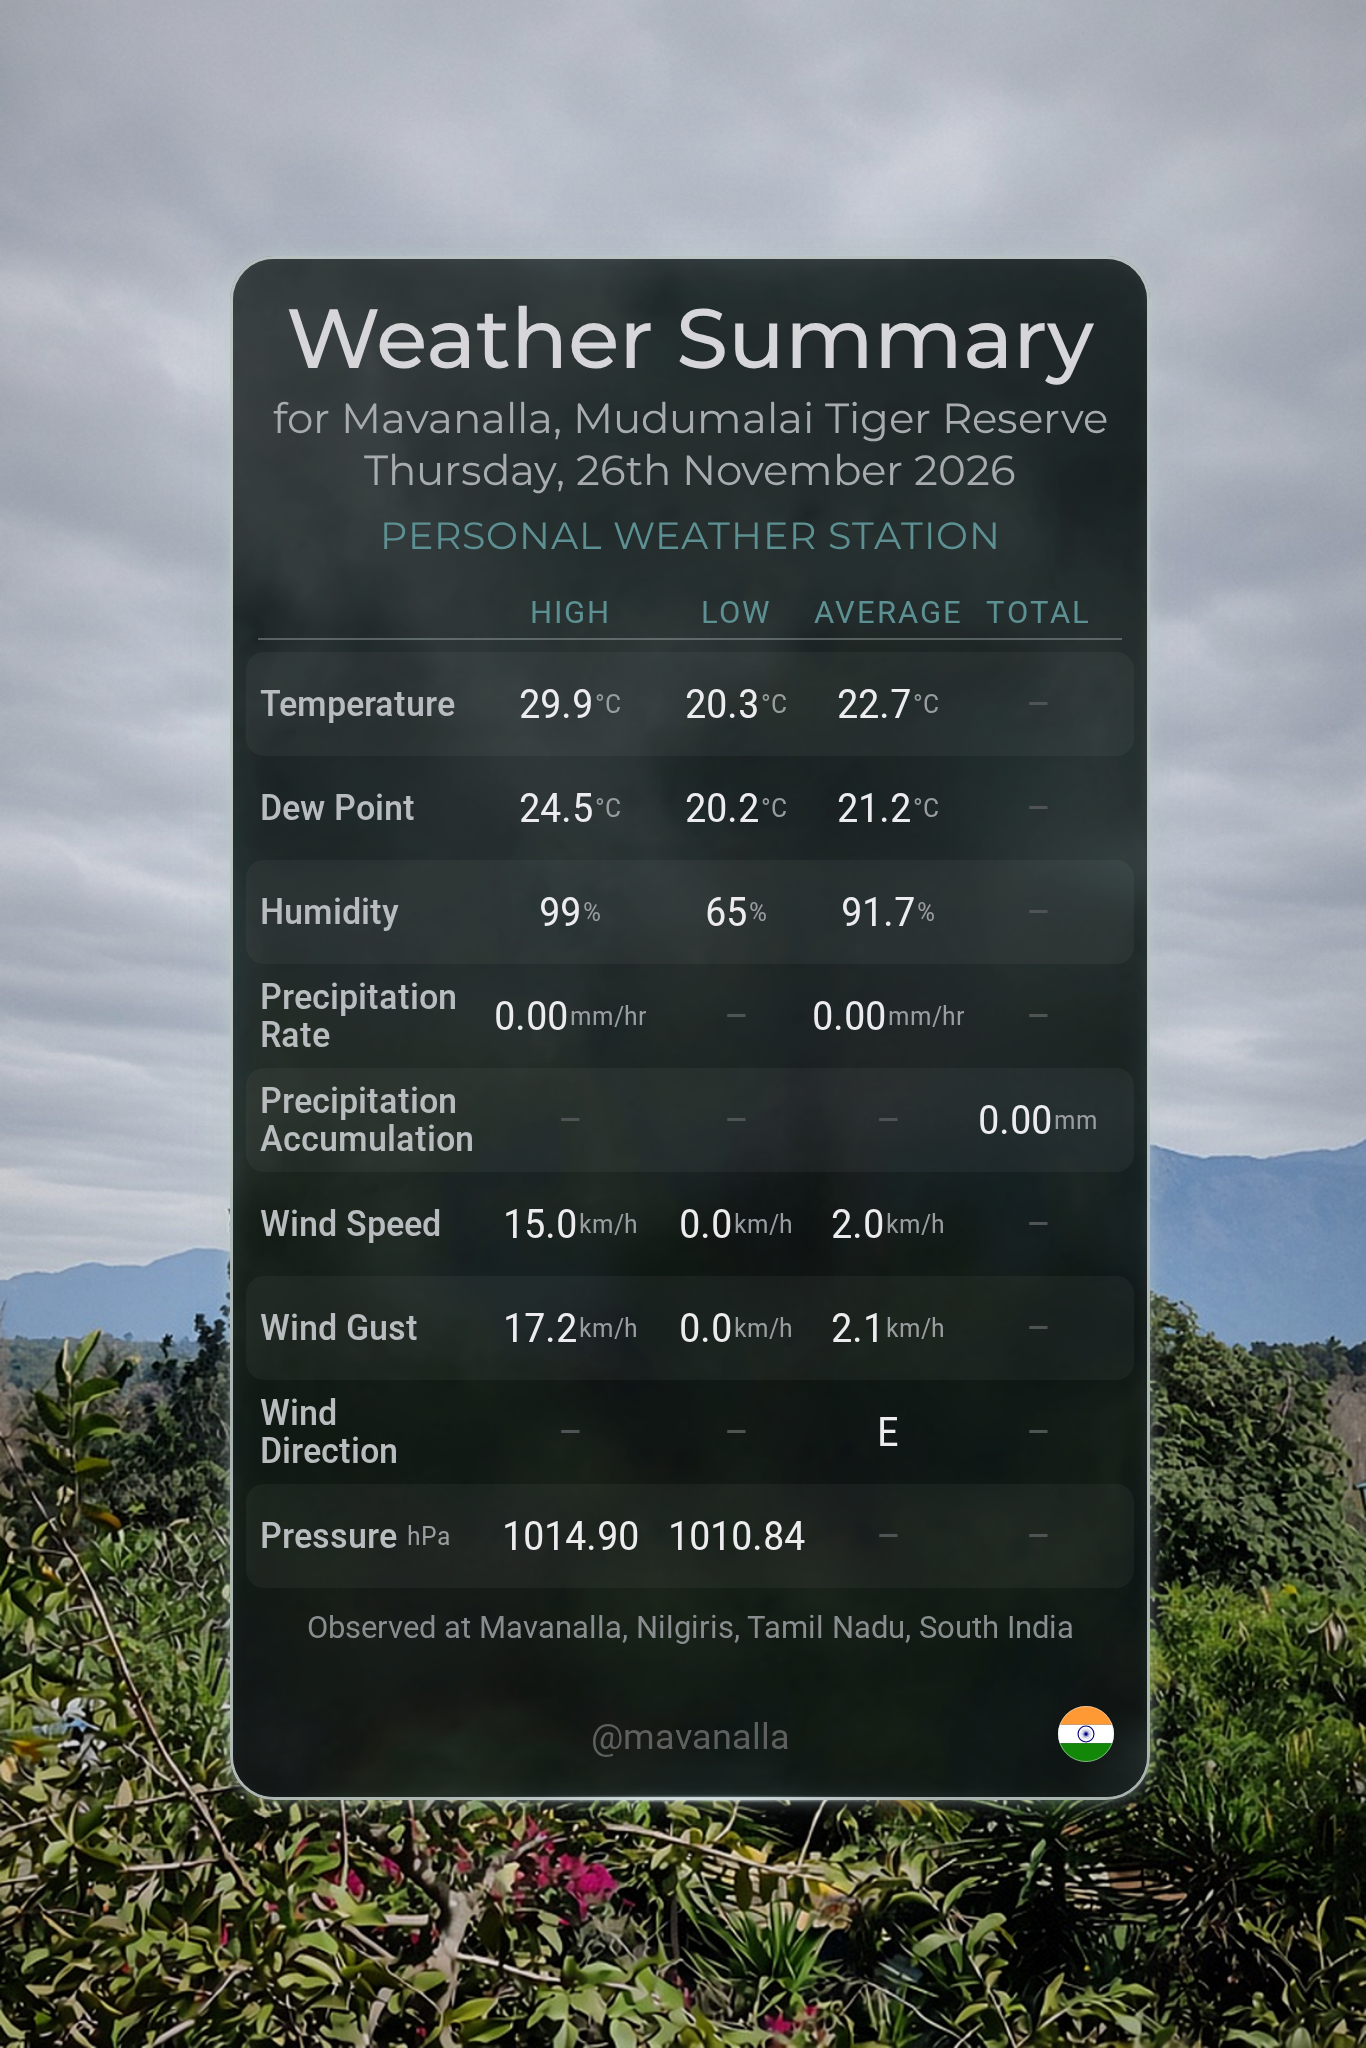 Weather Summary
for Mavanalla, Mudumalai Tiger Reserve
Thursday, 26th November 2026
PERSONAL WEATHER STATION
HIGH LOW AVERAGE TOTAL
Temperature 29.9°C 20.3°C 22.7°C –
Dew Point 24.5°C 20.2°C 21.2°C –
Humidity 99% 65% 91.7% –
Precipitation
Rate 0.00mm/hr – 0.00mm/hr –
Precipitation
Accumulation – – – 0.00mm
Wind Speed 15.0km/h 0.0km/h 2.0km/h –
Wind Gust 17.2km/h 0.0km/h 2.1km/h –
Wind
Direction – – E –
Pressure hPa 1014.90 1010.84 – –
Observed at Mavanalla, Nilgiris, Tamil Nadu, South India
@mavanalla